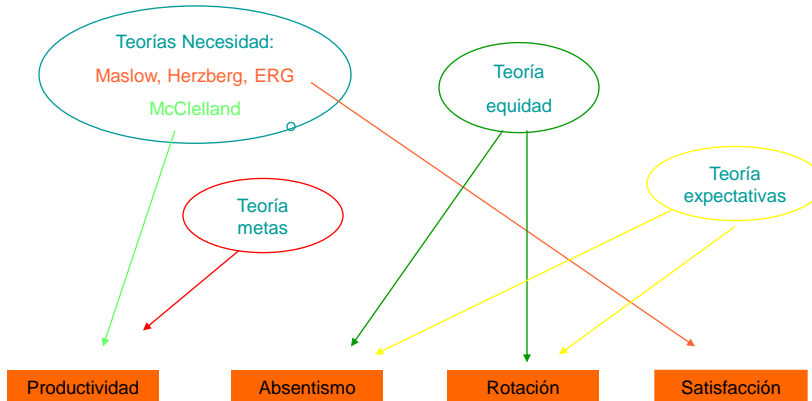 Teorías Necesidad:
Maslow, Herzberg, ERG
McClelland
Teoría
equidad
Teoría
expectativas
Teoría
metas
Productividad
Absentismo
Rotación
Satisfacción